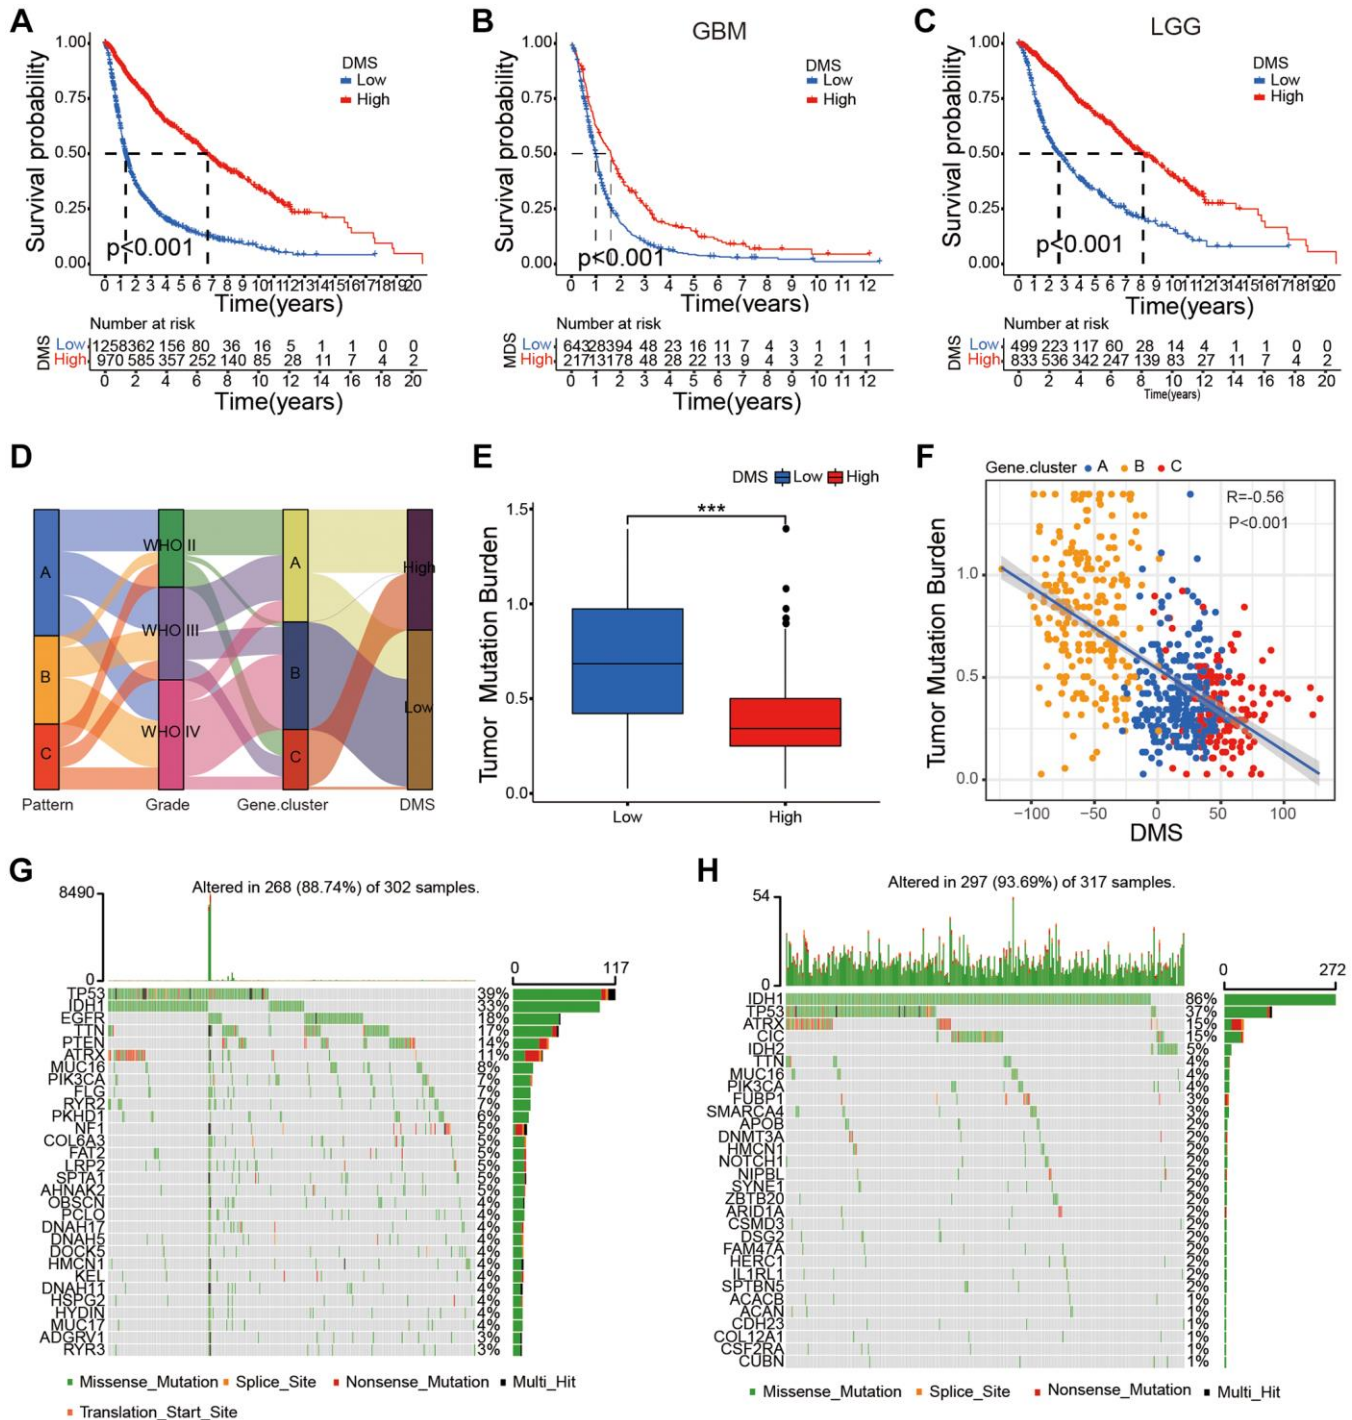 A
B
GBM
C
LGG
1.00
0.75
0.50
0.25
0.00
Survival probability
DMS
Low
High
p<0.001
0 1 2 3 4 5 6 7 8 9 10 11 12 13 14 15 16 17 18 19 20
Time(years)
Number at risk
DMS
Low 1258 362 156 80 36 16 5 1 1 0 0
High 970 585 357 252 140 85 28 11 7 4 2
0 2 4 6 8 10 12 14 16 18 20
Time(years)
1.00
0.75
0.50
0.25
0.00
Survival probability
DMS
Low
High
p<0.001
0 1 2 3 4 5 6 7 8 9 10 11 12
Time(years)
Number at risk
MDS
Low 643 283 94 48 23 16 11 7 4 3 1 1 1
High 217 131 78 48 28 22 13 9 4 3 2 1 1
0 1 2 3 4 5 6 7 8 9 10 11 12
Time(years)
1.00
0.75
0.50
0.25
0.00
Survival probability
DMS
Low
High
p<0.001
0 1 2 3 4 5 6 7 8 9 10 11 12 13 14 15 16 17 18 19 20
Time(years)
Number at risk
DMS
Low 499 223 117 60 28 14 4 1 1 0 0
High 833 536 342 247 139 83 27 11 7 4 2
0 2 4 6 8 10 12 14 16 18 20
Time(years)
D
A
B
C
WHO II
WHO III
WHO IV
A
B
C
High
Low
Pattern Grade Gene.cluster DMS
E
DMS Low High
***
1.5
1.0
0.5
0.0
Tumor Mutation Burden
Low High
F
Gene.cluster A B C
R=-0.56
P<0.001
1.0
0.5
0.0
Tumor Mutation Burden
−100 −50 0 50 100
DMS
G
Altered in 268 (88.74%) of 302 samples.
8490
0
0 117
TP53 39%
IDH1 33%
EGFR 18%
TTN 17%
PTEN 14%
ATRX 11%
MUC16 8%
PIK3CA 7%
FLG 7%
RYR2 7%
PKHD1 6%
NF1 5%
COL6A3 5%
FAT2 5%
LRP2 5%
SPTA1 5%
AHNAK2 5%
OBSCN 4%
PCLO 4%
DNAH17 4%
DNAH5 4%
DOCK5 4%
HMCN1 4%
KEL 4%
DNAH11 4%
HSPG2 4%
HYDIN 4%
MUC17 4%
ADGRV1 3%
RYR3 3%
Missense_Mutation Splice_Site Nonsense_Mutation Multi_Hit
Translation_Start_Site
H
Altered in 297 (93.69%) of 317 samples.
54
0
0 272
IDH1 86%
TP53 37%
ATRX 15%
CIC 15%
IDH2 5%
TTN 4%
MUC16 4%
PIK3CA 4%
FUBP1 3%
SMARCA4 3%
APOB 2%
DNMT3A 2%
HMCN1 2%
NOTCH1 2%
NIPBL 2%
SYNE1 2%
ZBTB20 2%
ARID1A 2%
CSMD3 2%
DSG2 2%
FAM47A 2%
HERC1 2%
IL1RL1 2%
SPTBN5 2%
ACACB 1%
ACAN 1%
CDH23 1%
COL12A1 1%
CSF2RA 1%
CUBN 1%
Missense_Mutation Splice_Site Nonsense_Mutation Multi_Hit